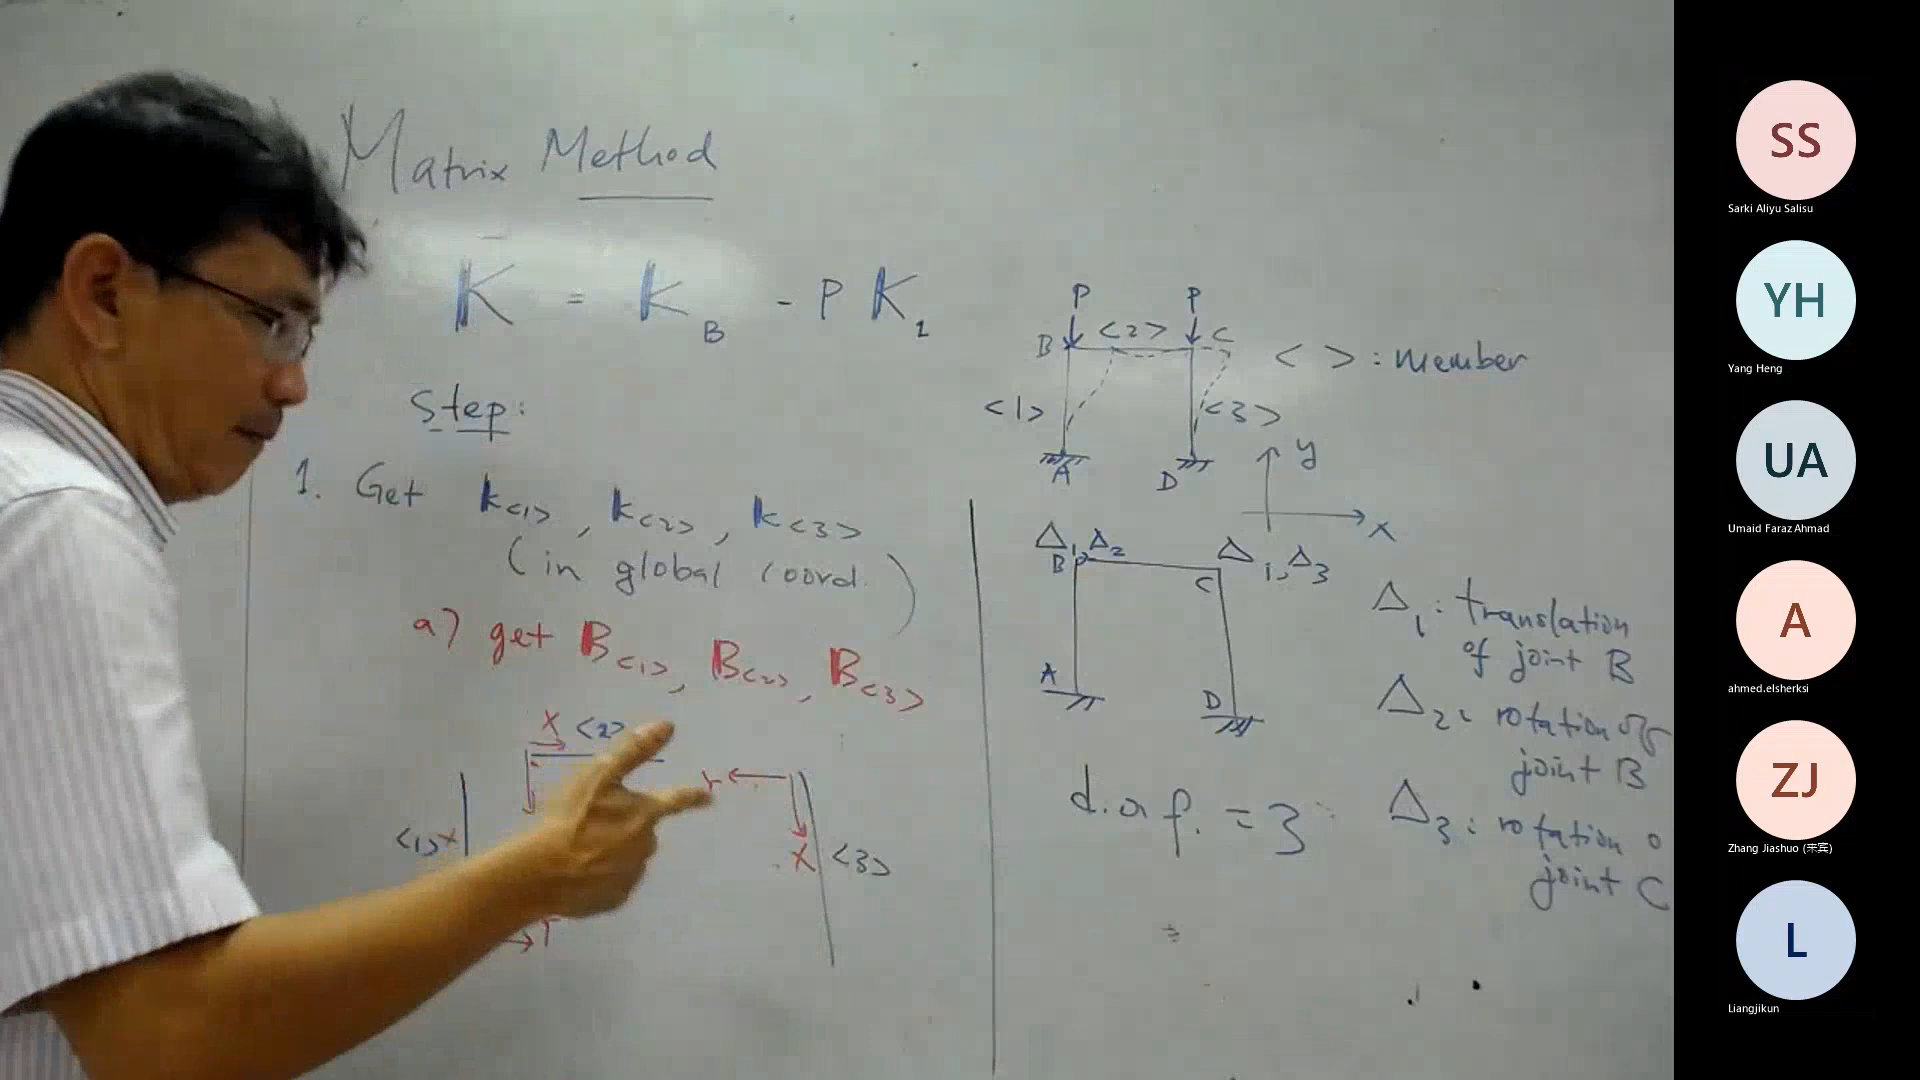 Matrix Method
K = K_B - P K_1
Step:
1. Get k<1>, k<2>, k<3>
(in global coord.)
a) get B<1>, B<2>, B<3>
X <2>
<1> X
Y
X <3>
Y
P P
B <2> C
< > : member
<1> <3>
A D
y
x
Δ1, Δ2
B
Δ1, Δ3
C
A
D
d.o.f. = 3
Δ1: translation
of joint B
Δ2: rotation of
joint B
Δ3: rotation o
joint C
SS
Sarki Aliyu Salisu
YH
Yang Heng
UA
Umaid Faraz Ahmad
A
ahmed.elsherksi
ZJ
Zhang Jiashuo (来宾)
L
Liangjikun